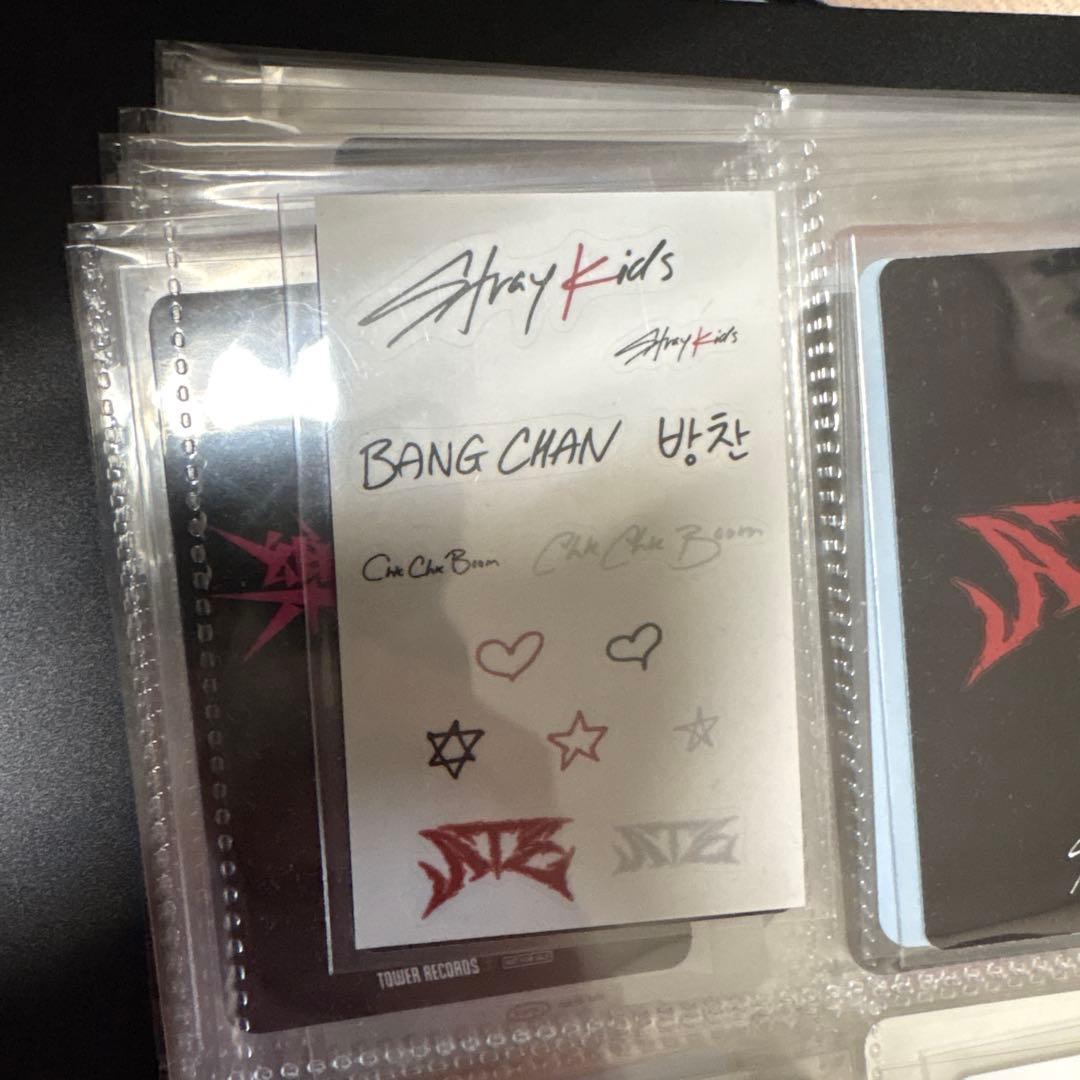 Stray Kids
Stray Kids
BANG CHAN 방찬
Chk Chk Boom Chk Chk Boom
ATE ATE
TOWER RECORDS